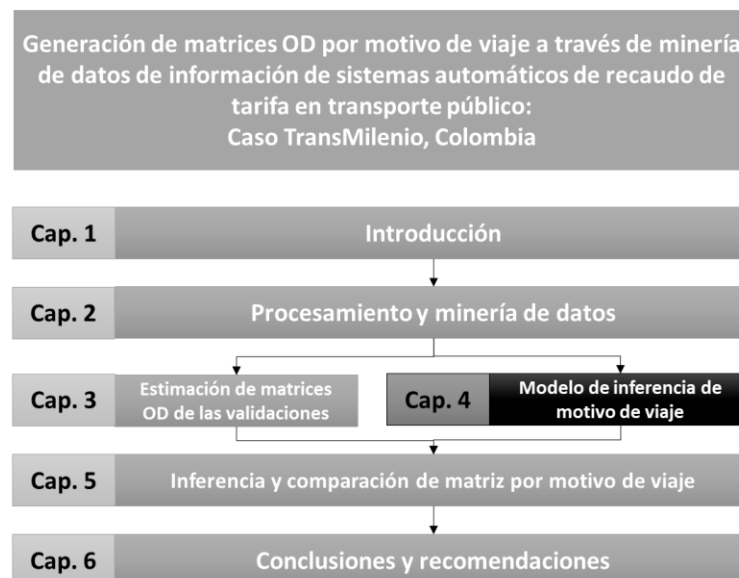 Generación de matrices OD por motivo de viaje a través de minería
de datos de información de sistemas automáticos de recaudo de
tarifa en transporte público:
Caso TransMilenio, Colombia
Cap. 1
Introducción
Cap. 2
Procesamiento y minería de datos
Cap. 3
Estimación de matrices
OD de las validaciones
Cap. 4
Modelo de inferencia de
motivo de viaje
Cap. 5
Inferencia y comparación de matriz por motivo de viaje
Cap. 6
Conclusiones y recomendaciones